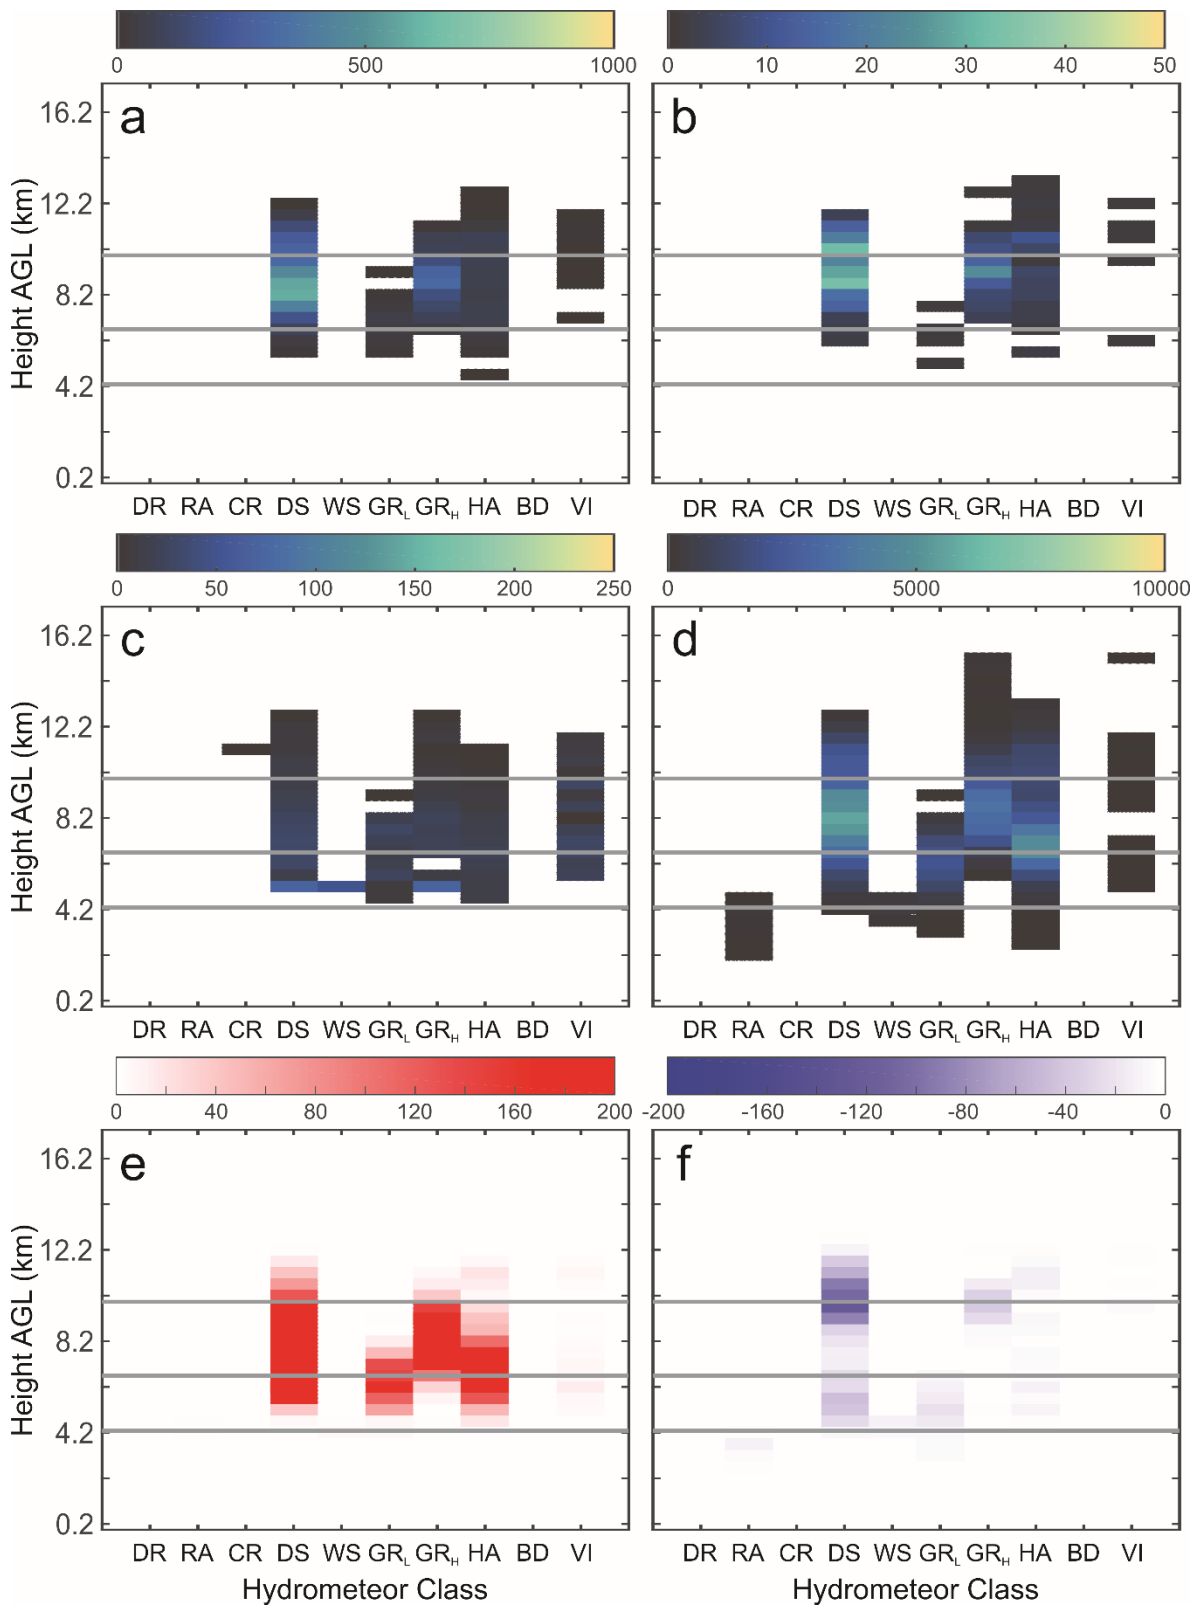 0 500 1000
0 10 20 30 40 50
a
b
16.2
12.2
8.2
4.2
0.2
Height AGL (km)
DR RA CR DS WS GRL GRH HA BD VI
DR RA CR DS WS GRL GRH HA BD VI
0 50 100 150 200 250
0 5000 10000
c
d
16.2
12.2
8.2
4.2
0.2
Height AGL (km)
DR RA CR DS WS GRL GRH HA BD VI
DR RA CR DS WS GRL GRH HA BD VI
0 40 80 120 160 200
-200 -160 -120 -80 -40 0
e
f
16.2
12.2
8.2
4.2
0.2
Height AGL (km)
DR RA CR DS WS GRL GRH HA BD VI
DR RA CR DS WS GRL GRH HA BD VI
Hydrometeor Class
Hydrometeor Class